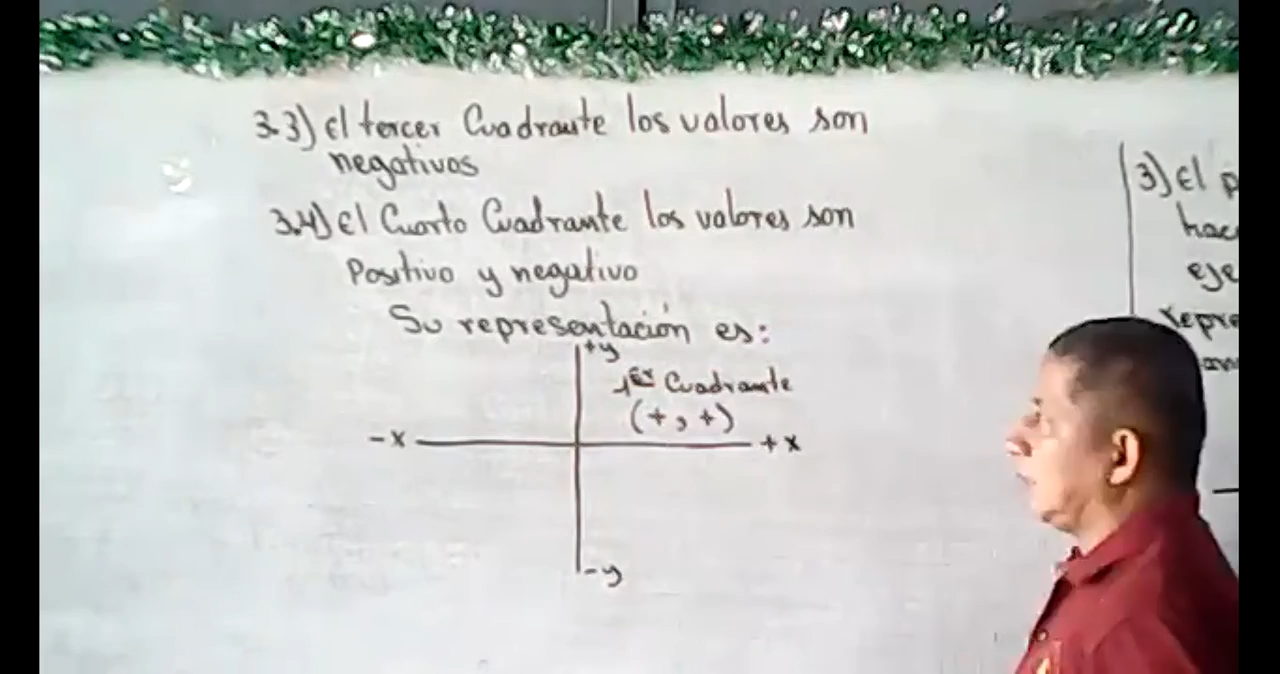 3.3) El tercer Cuadrante los valores son
negativos
3.4) El Cuarto Cuadrante los valores son
Positivo y negativo
Su representación es:
+y
1er Cuadrante
(+, +)
-x
+x
-y
3) El